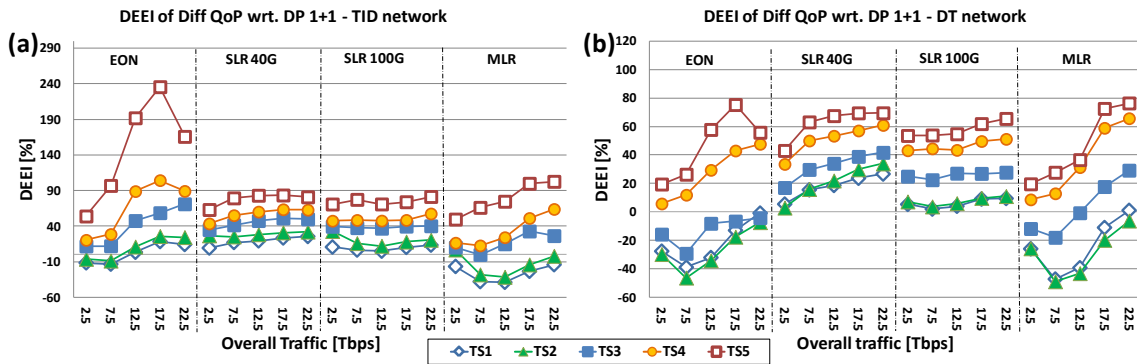 DEEI of Diff QoP wrt. DP 1+1 - TID network
(a)
DEEI [%]
290
240
190
140
90
40
-10
-60
EON SLR 40G SLR 100G MLR
2.5 7.5 12.5 17.5 22.5 2.5 7.5 12.5 17.5 22.5 2.5 7.5 12.5 17.5 22.5 2.5 7.5 12.5 17.5 22.5
Overall Traffic [Tbps]
DEEI of Diff QoP wrt. DP 1+1 - DT network
(b)
DEEI [%]
120
100
80
60
40
20
0
-20
-40
-60
EON SLR 40G SLR 100G MLR
2.5 7.5 12.5 17.5 22.5 2.5 7.5 12.5 17.5 22.5 2.5 7.5 12.5 17.5 22.5 2.5 7.5 12.5 17.5 22.5
Overall traffic [Tbps]
TS1 TS2 TS3 TS4 TS5